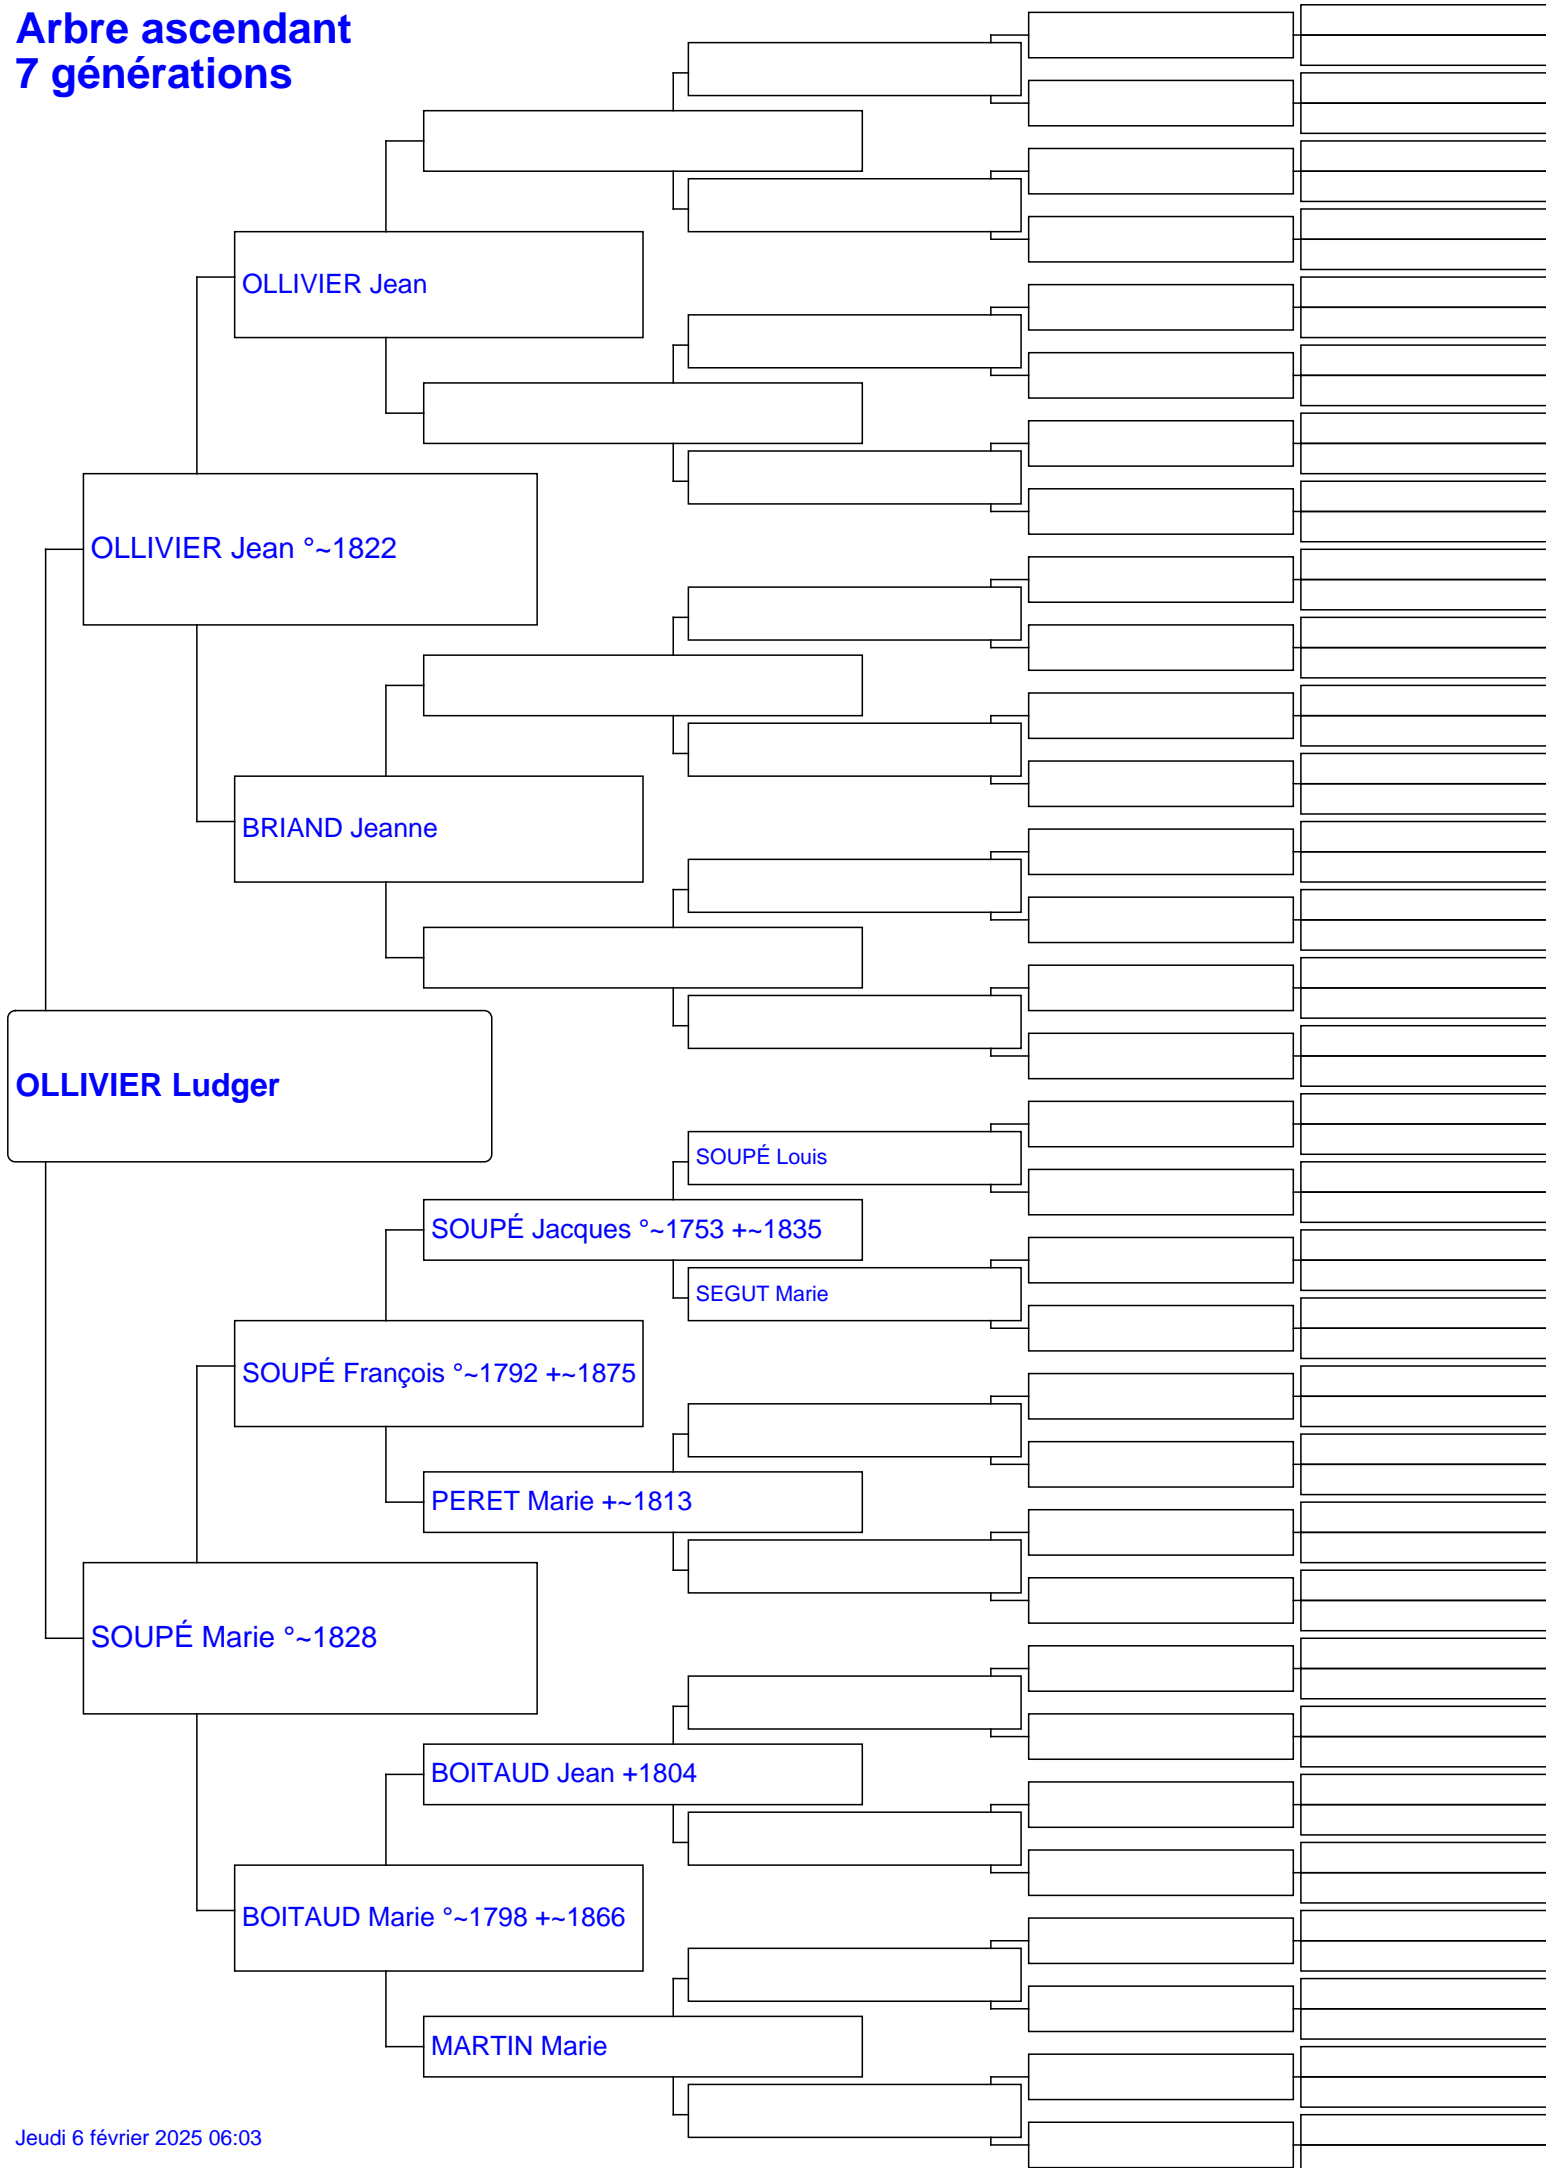 Arbre ascendant
7 générations
OLLIVIER Jean
OLLIVIER Jean °~1822
BRIAND Jeanne
OLLIVIER Ludger
SOUPÉ Louis
SOUPÉ Jacques °~1753 +~1835
SEGUT Marie
SOUPÉ François °~1792 +~1875
PERET Marie +~1813
SOUPÉ Marie °~1828
BOITAUD Jean +1804
BOITAUD Marie °~1798 +~1866
MARTIN Marie
Jeudi 6 février 2025 06:03